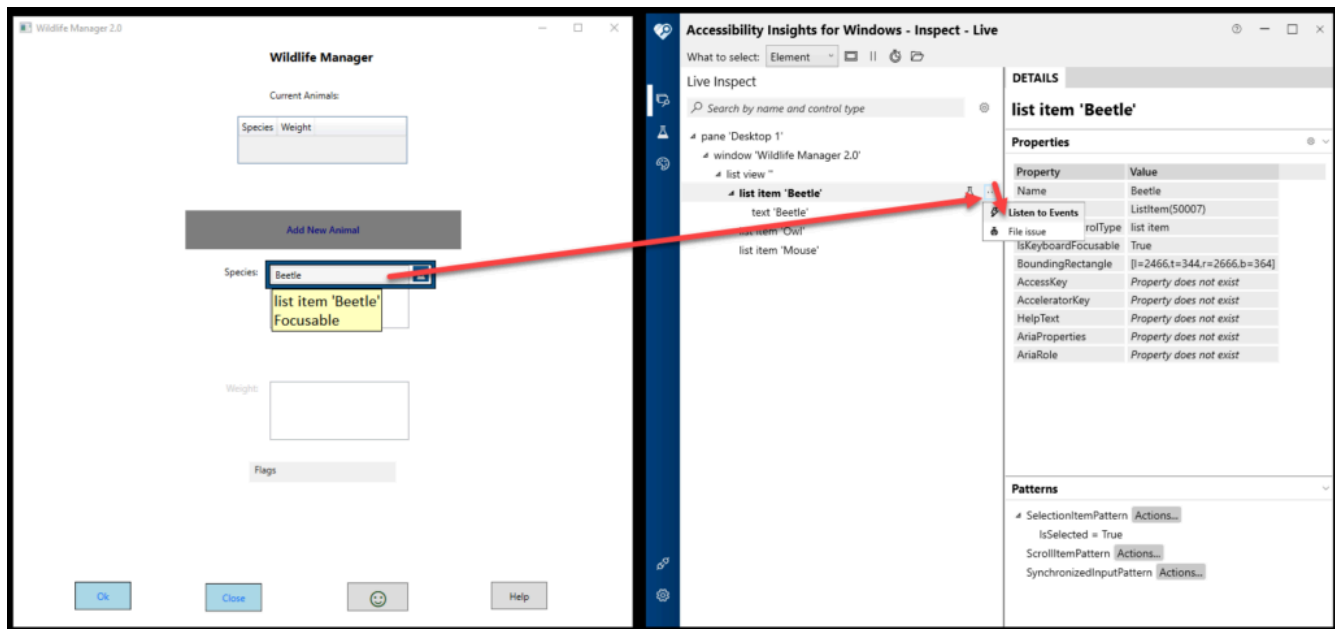 Wildlife Manager 2.0
Wildlife Manager
Current Animals:
Species Weight
Add New Animal
Species:
Beetle
list item 'Beetle'
Focusable
Weight:
Flags
Ok
Close
Help
Accessibility Insights for Windows - Inspect - Live
What to select: Element
Live Inspect
Search by name and control type
pane 'Desktop 1'
window 'Wildlife Manager 2.0'
list view ''
list item 'Beetle'
text 'Beetle'
list item 'Owl'
list item 'Mouse'
Listen to Events
File issue
DETAILS
list item 'Beetle'
Properties
Property Value
Name Beetle
ListItem(50007)
rolType list item
IsKeyboardFocusable True
BoundingRectangle [l=2466,t=344,r=2666,b=364]
AccessKey Property does not exist
AcceleratorKey Property does not exist
HelpText Property does not exist
AriaProperties Property does not exist
AriaRole Property does not exist
Patterns
SelectionItemPattern Actions...
IsSelected = True
ScrollItemPattern Actions...
SynchronizedInputPattern Actions...